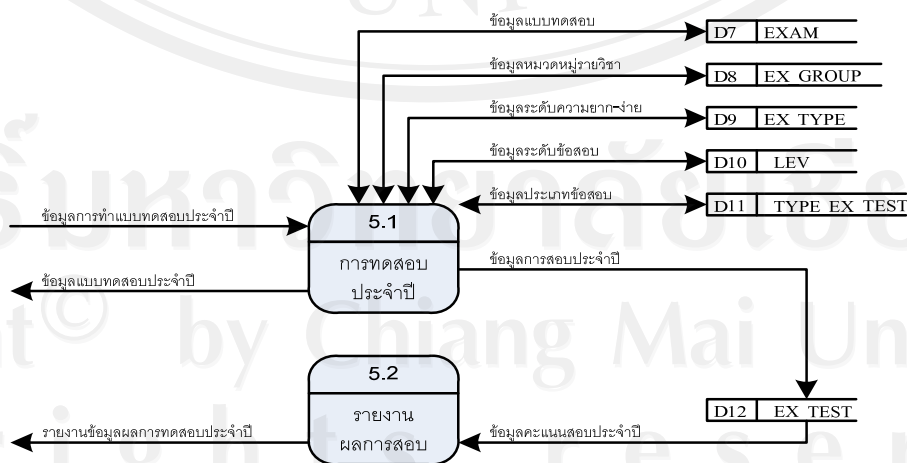 ข้อมูลแบบทดสอบ
D7 EXAM
ข้อมูลหมวดหมู่รายวิชา
D8 EX_GROUP
ข้อมูลระดับความยาก-ง่าย
D9 EX_TYPE
ข้อมูลระดับข้อสอบ
D10 LEV
ข้อมูลประเภทข้อสอบ
D11 TYPE_EX_TEST
ข้อมูลการทำแบบทดสอบประจำปี
5.1
การทดสอบ
ประจำปี
ข้อมูลการสอบประจำปี
ข้อมูลแบบทดสอบประจำปี
5.2
รายงาน
ผลการสอบ
D12 EX_TEST
รายงานข้อมูลผลการทดสอบประจำปี
ข้อมูลคะแนนสอบประจำปี
by Chiang Mai Un